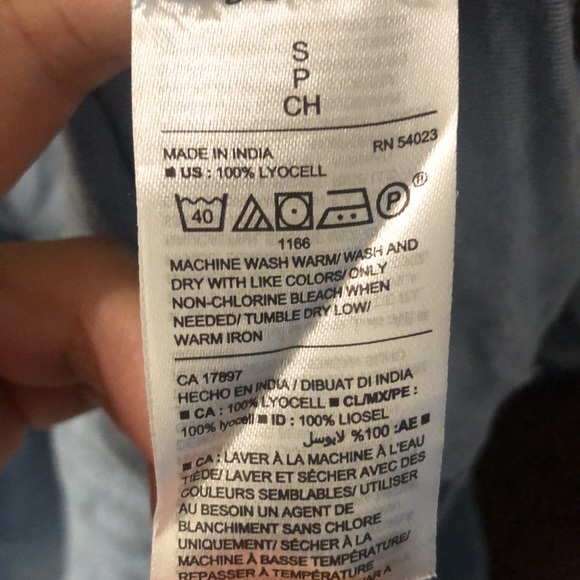 S
P
CH
MADE IN INDIA RN 54023
■ US : 100% LYOCELL
40 P ®
1166
MACHINE WASH WARM/ WASH AND
DRY WITH LIKE COLORS/ ONLY
NON-CHLORINE BLEACH WHEN
NEEDED/ TUMBLE DRY LOW/
WARM IRON
CA 17897
HECHO EN INDIA / DIBUAT DI INDIA
■ CA : 100% LYOCELL ■ CL/MX/PE :
100% lyocell ■ ID : 100% LIOSEL
■ AE: 100% لايوسل
■ CA : LAVER À LA MACHINE À L'EAU
TIÈDE/ LAVER ET SÉCHER AVEC DES
COULEURS SEMBLABLES/ UTILISER
AU BESOIN UN AGENT DE
BLANCHIMENT SANS CHLORE
UNIQUEMENT/ SÉCHER À LA
MACHINE À BASSE TEMPÉRATURE/
REPASSER À TEMPÉRATURE